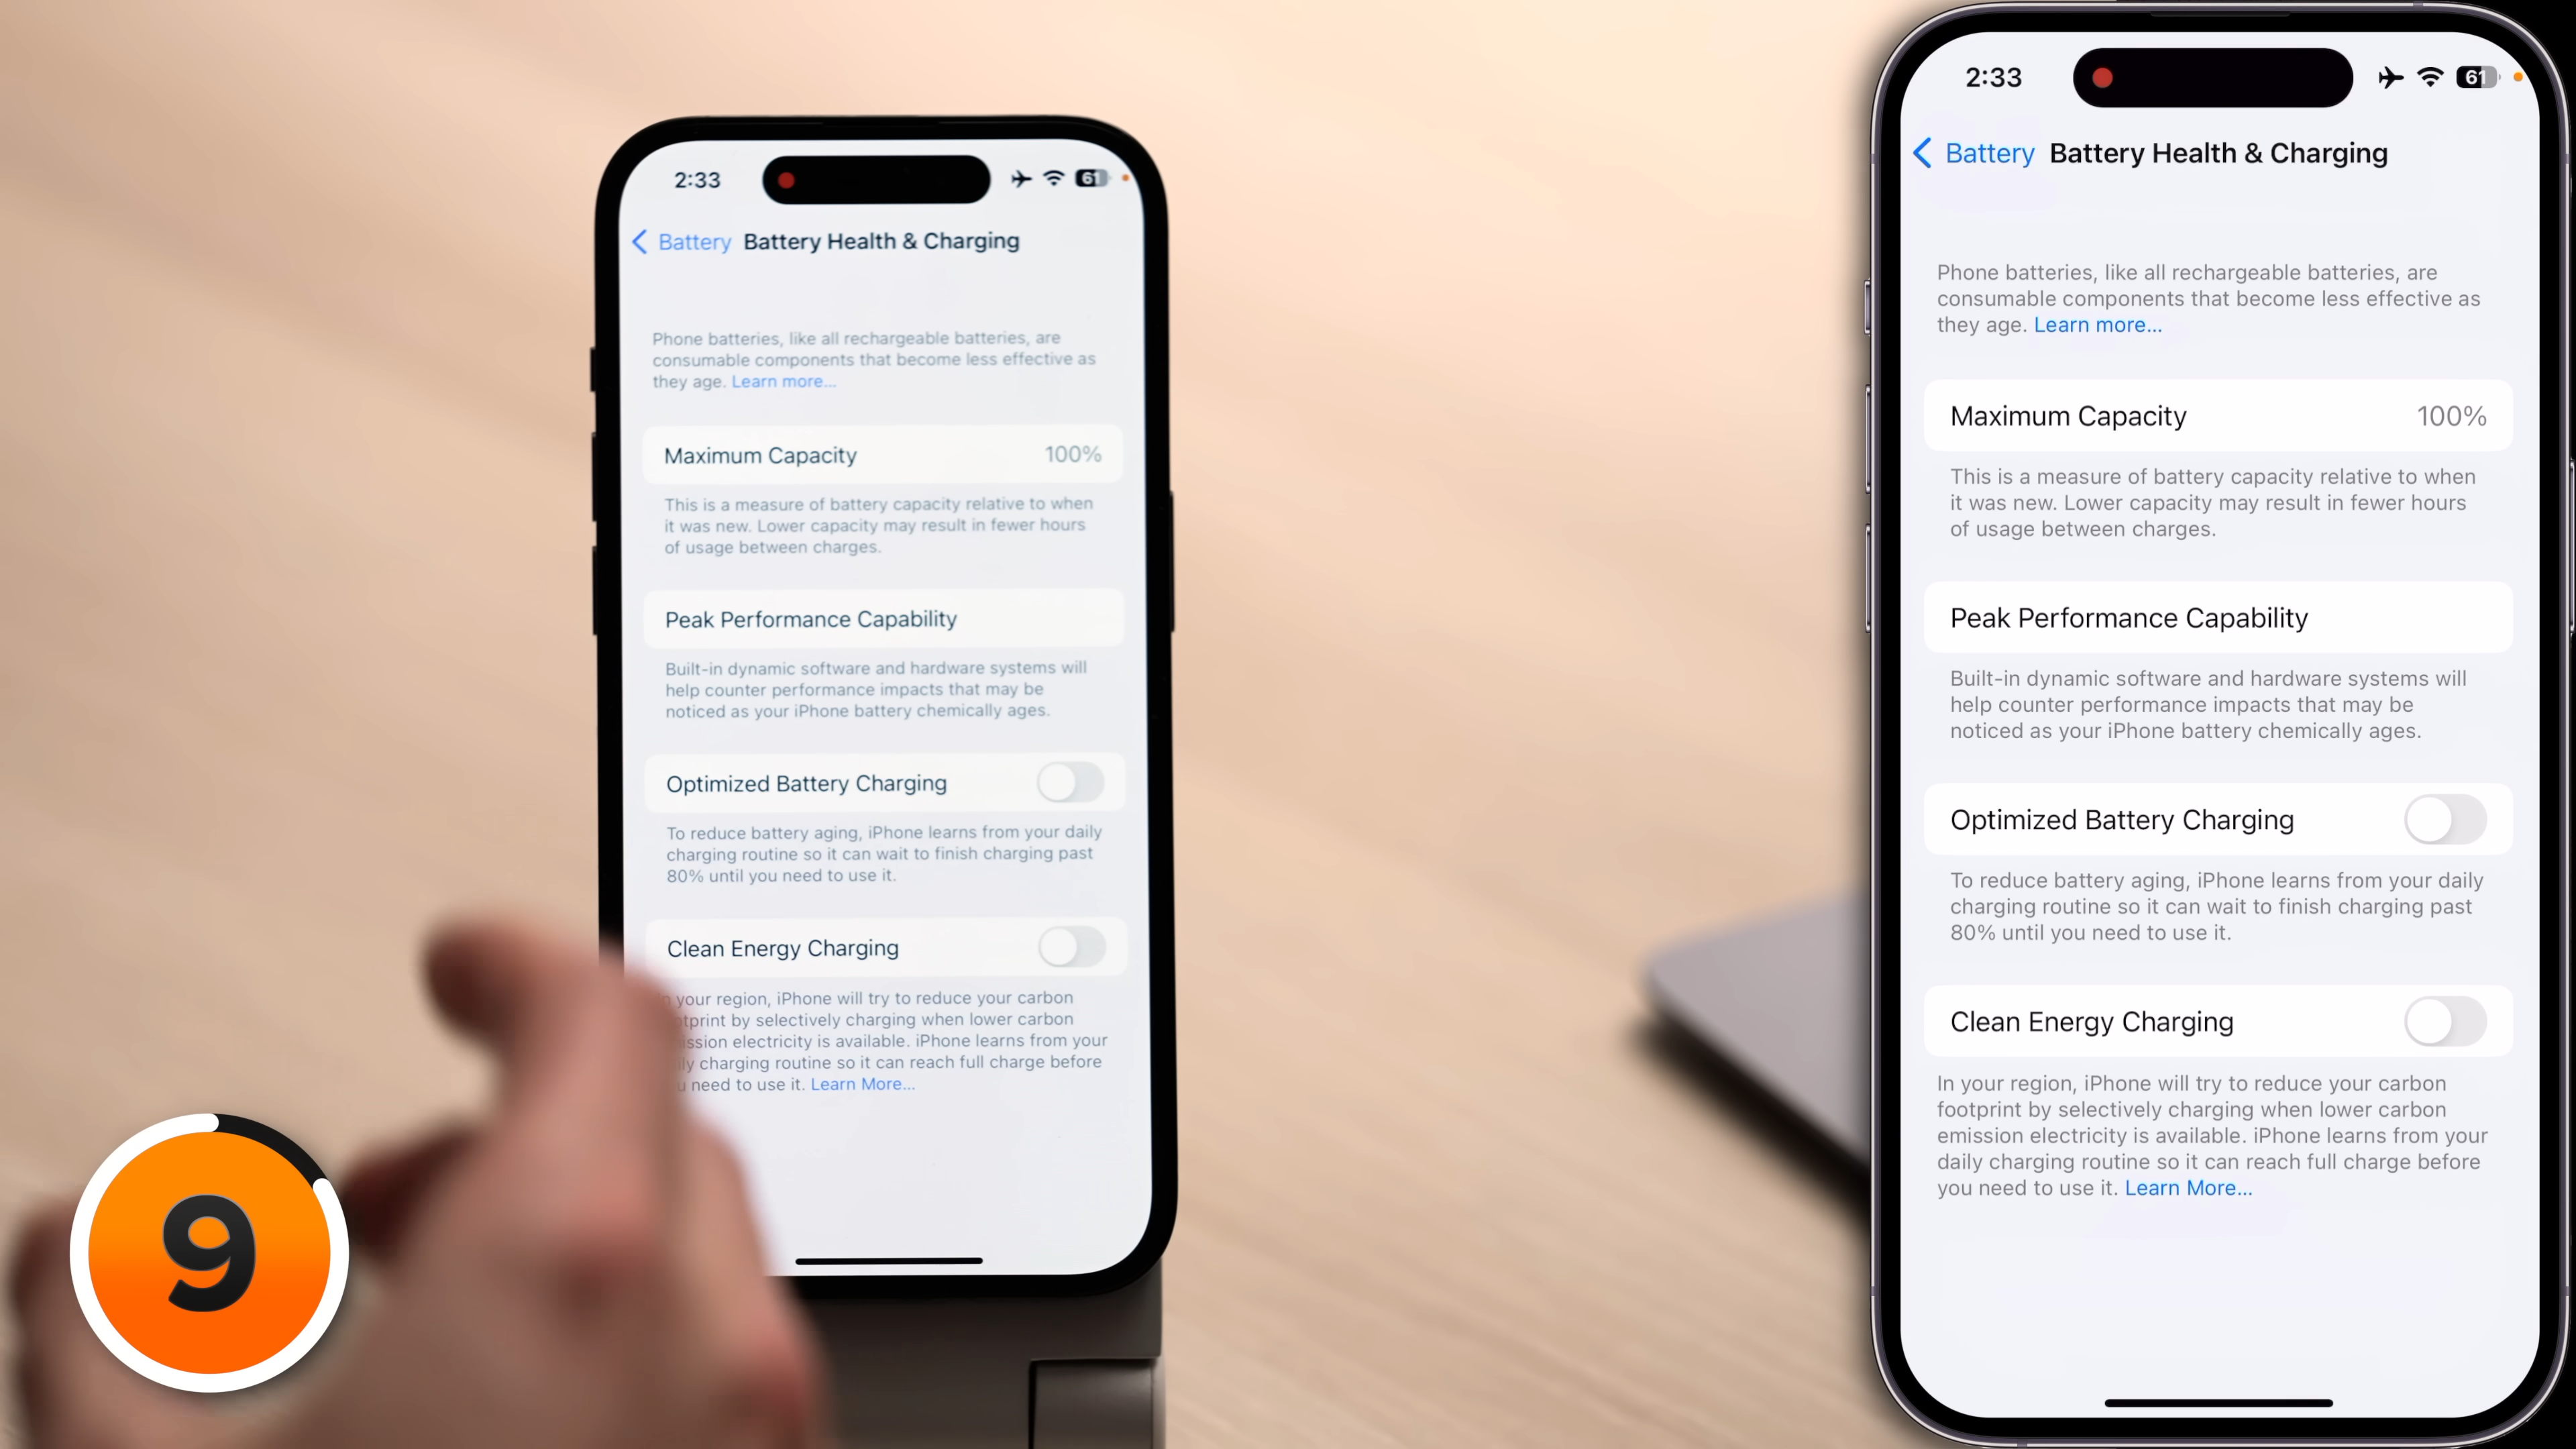 2:33
61
Battery Battery Health & Charging
Phone batteries, like all rechargeable batteries, are
consumable components that become less effective as
they age. Learn more...
Maximum Capacity 100%
This is a measure of battery capacity relative to when
it was new. Lower capacity may result in fewer hours
of usage between charges.
Peak Performance Capability
Built-in dynamic software and hardware systems will
help counter performance impacts that may be
noticed as your iPhone battery chemically ages.
Optimized Battery Charging
To reduce battery aging, iPhone learns from your daily
charging routine so it can wait to finish charging past
80% until you need to use it.
Clean Energy Charging
your region, iPhone will try to reduce your carbon
by selectively charging when lower carbon
electricity is available. iPhone learns from your
charging routine so it can reach full charge before
need to use it. Learn More...
9
2:33
61
Battery Battery Health & Charging
Phone batteries, like all rechargeable batteries, are
consumable components that become less effective as
they age. Learn more...
Maximum Capacity 100%
This is a measure of battery capacity relative to when
it was new. Lower capacity may result in fewer hours
of usage between charges.
Peak Performance Capability
Built-in dynamic software and hardware systems will
help counter performance impacts that may be
noticed as your iPhone battery chemically ages.
Optimized Battery Charging
To reduce battery aging, iPhone learns from your daily
charging routine so it can wait to finish charging past
80% until you need to use it.
Clean Energy Charging
In your region, iPhone will try to reduce your carbon
footprint by selectively charging when lower carbon
emission electricity is available. iPhone learns from your
daily charging routine so it can reach full charge before
you need to use it. Learn More...